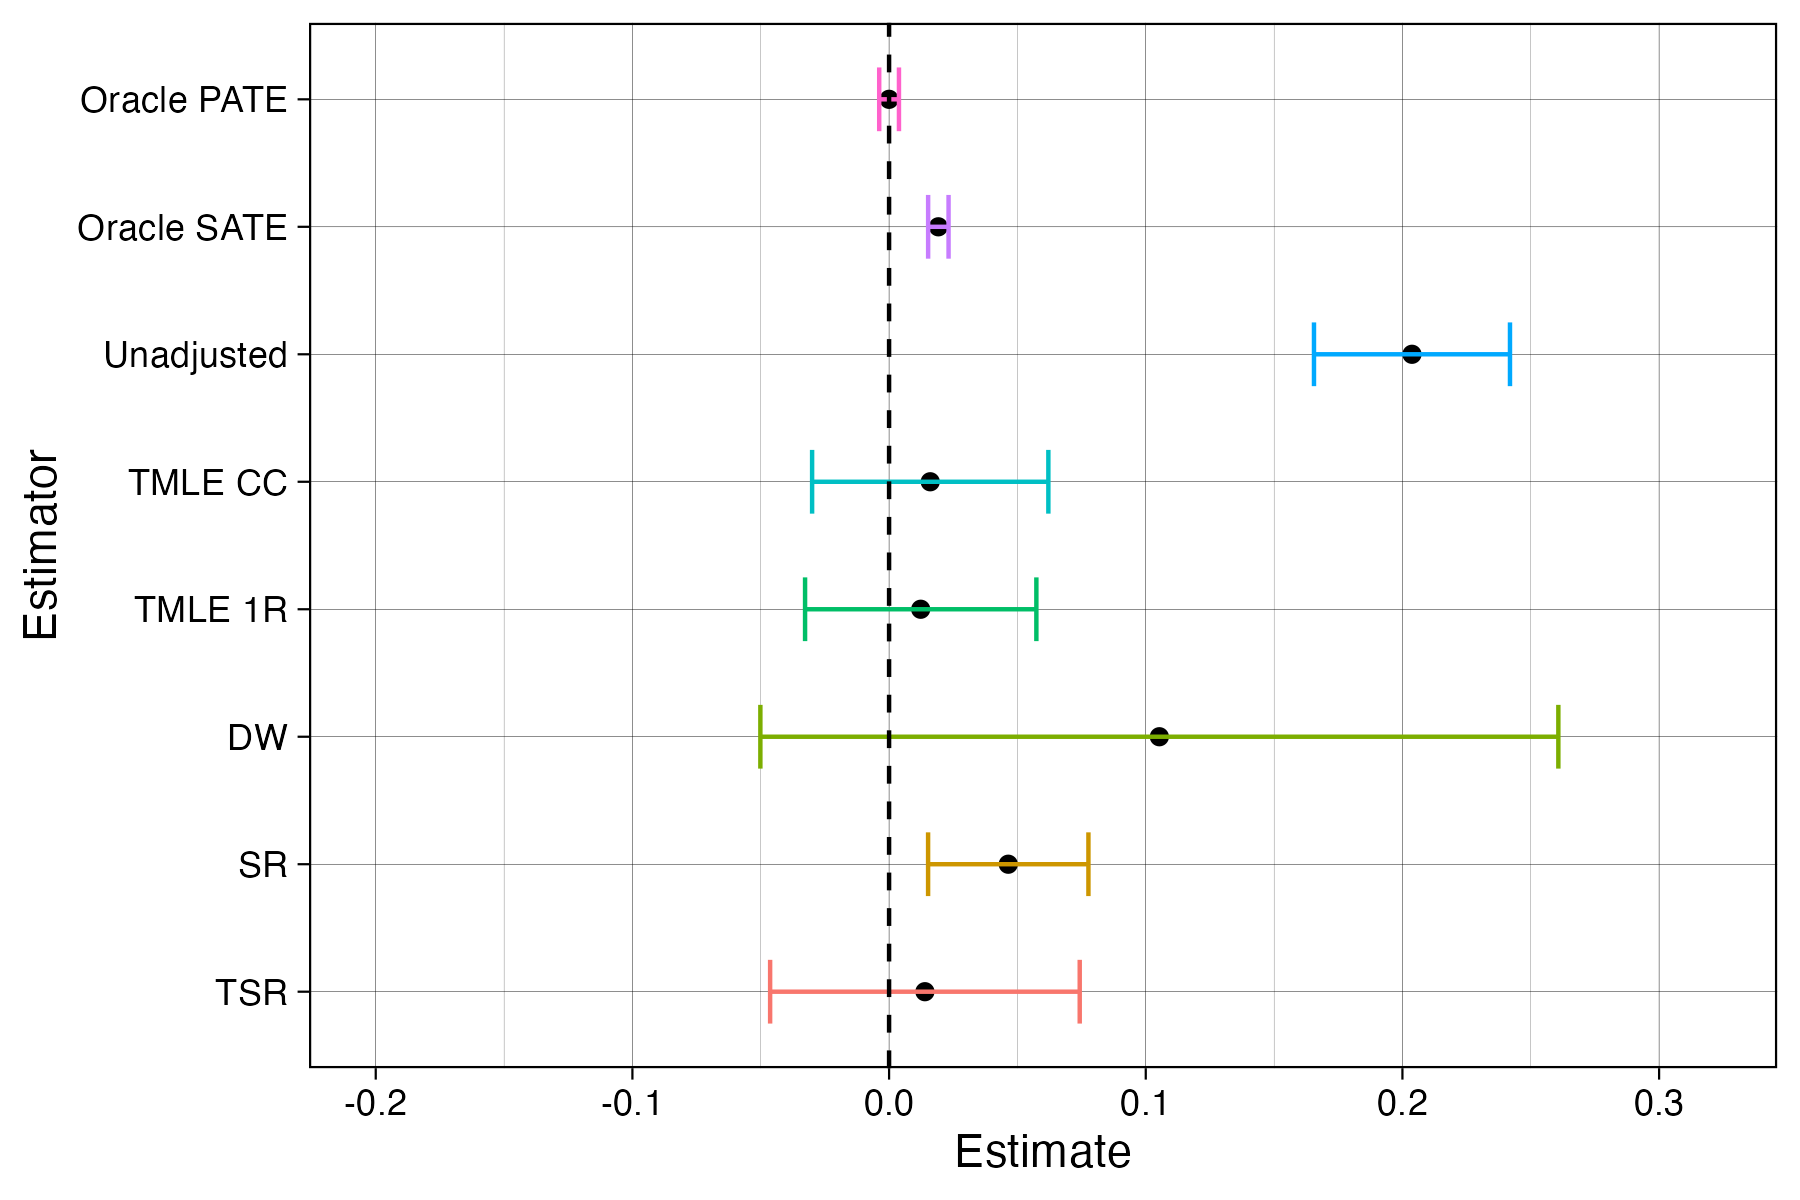 Estimator
Oracle PATE
Oracle SATE
Unadjusted
TMLE CC
TMLE 1R
DW
SR
TSR
-0.2 -0.1 0.0 0.1 0.2 0.3
Estimate